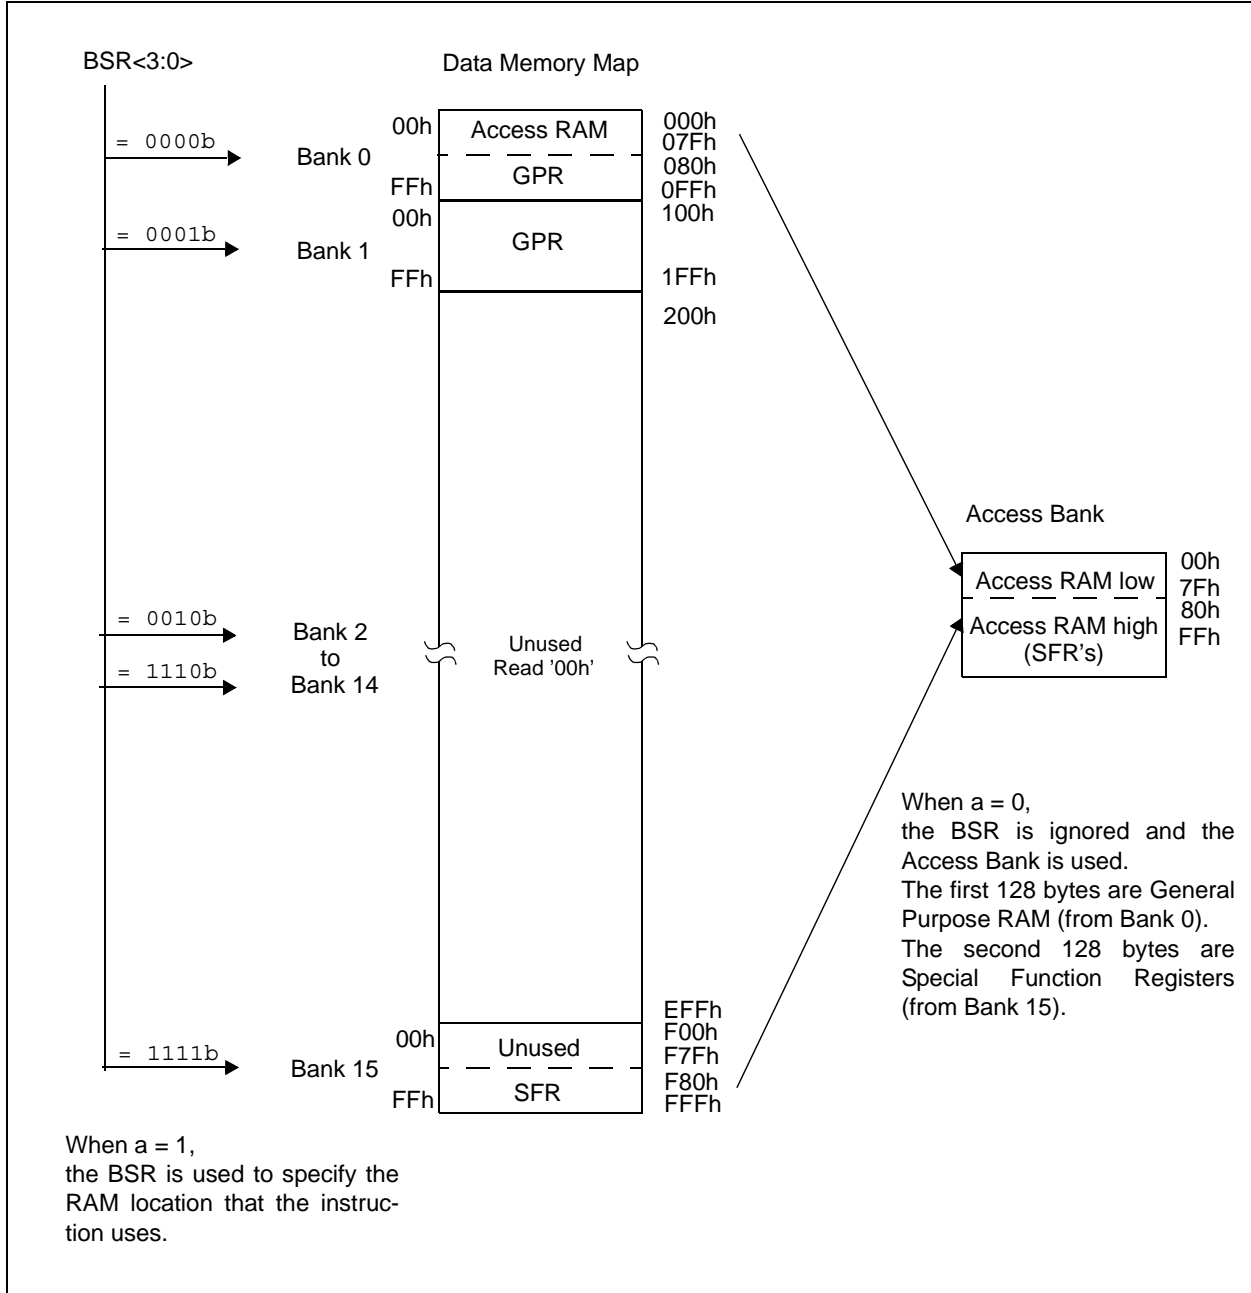 BSR<3:0>
Data Memory Map
= 0000b
Bank 0
00h
FFh
Access RAM
GPR
000h
07Fh
080h
0FFh
= 0001b
Bank 1
00h
FFh
GPR
100h
1FFh
200h
= 0010b
= 1110b
Bank 2
to
Bank 14
Unused
Read '00h'
Access Bank
Access RAM low
Access RAM high
(SFR's)
00h
7Fh
80h
FFh
When a = 0,
the BSR is ignored and the
Access Bank is used.
The first 128 bytes are General
Purpose RAM (from Bank 0).
The second 128 bytes are
Special Function Registers
(from Bank 15).
= 1111b
Bank 15
00h
FFh
Unused
SFR
EFFh
F00h
F7Fh
F80h
FFFh
When a = 1,
the BSR is used to specify the
RAM location that the instruc-
tion uses.